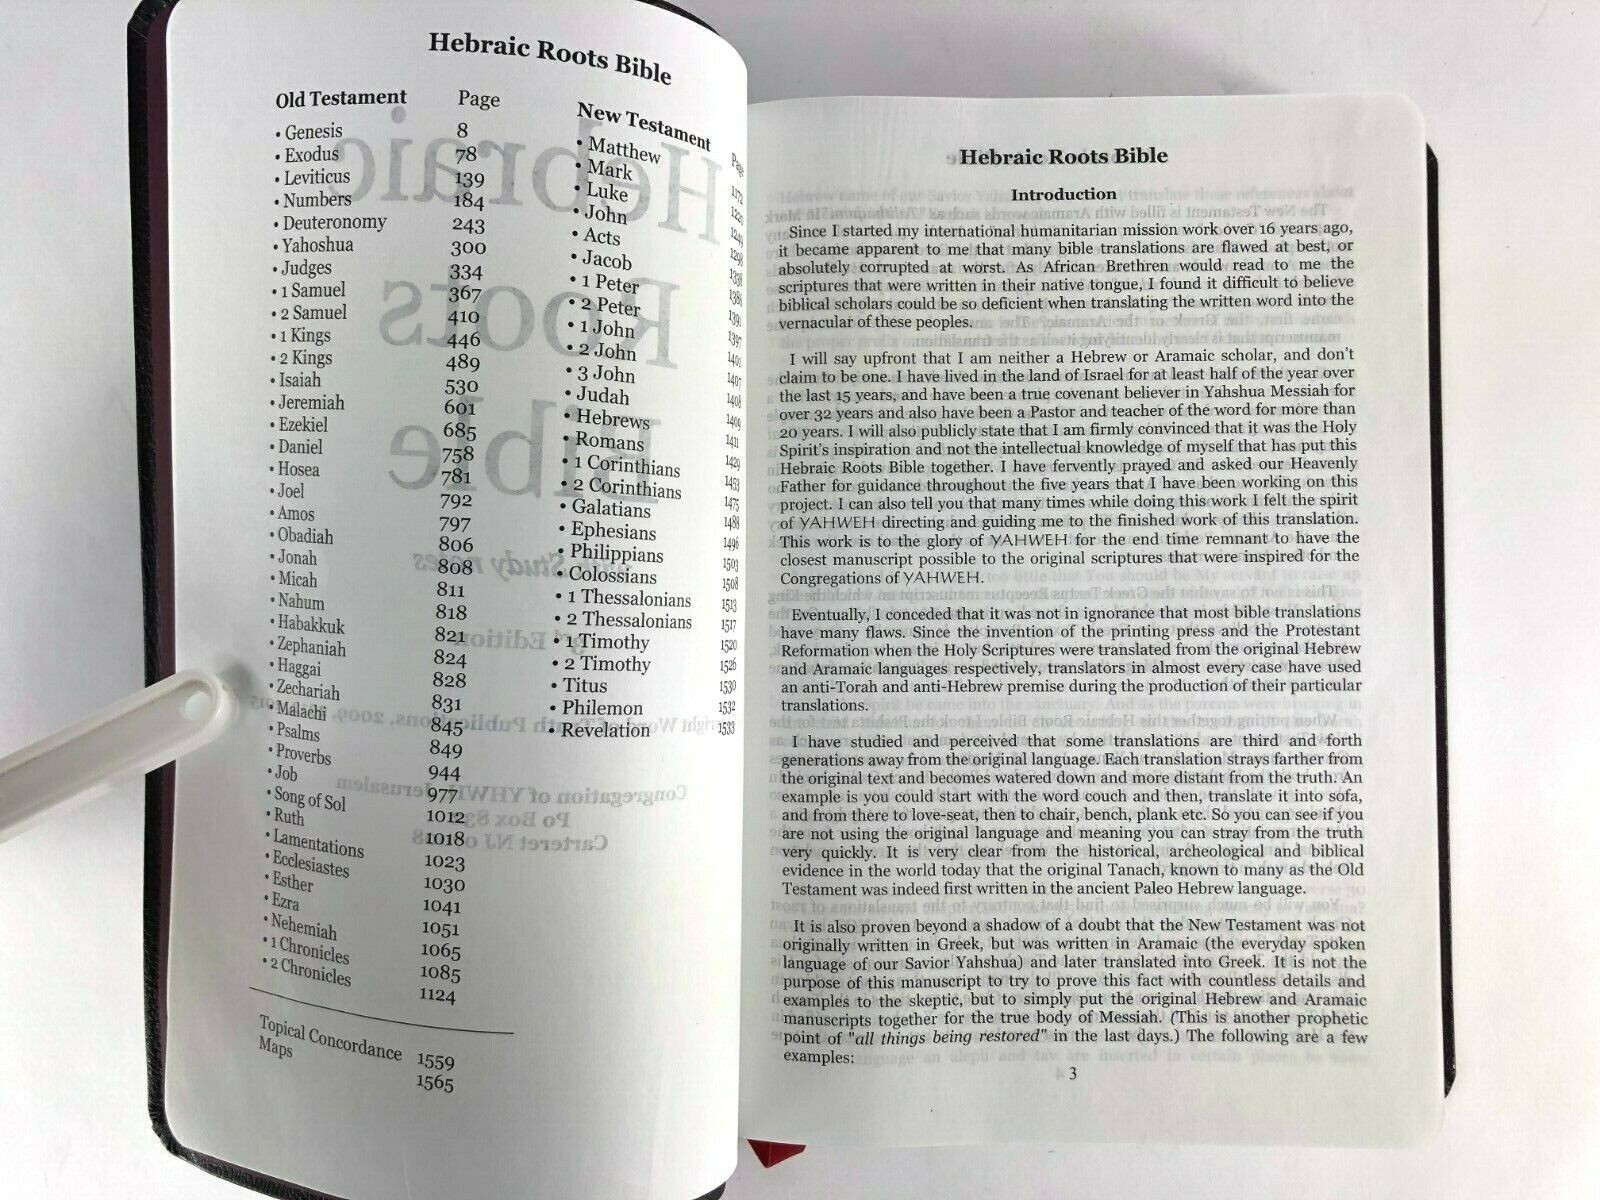 Hebraic Roots Bible
Old Testament Page
• Genesis 8
• Exodus 78
• Leviticus 139
• Numbers 184
• Deuteronomy 243
• Yahoshua 300
• Judges 334
• 1 Samuel 367
• 2 Samuel 410
• 1 Kings 446
• 2 Kings 489
• Isaiah 530
• Jeremiah 601
• Ezekiel 685
• Daniel 758
• Hosea 781
• Joel 792
• Amos 797
• Obadiah 806
• Jonah 808
• Micah 811
• Nahum 818
• Habakkuk 821
• Zephaniah 824
• Haggai 828
• Zechariah 831
• Malachi 845
• Psalms 849
• Proverbs 944
• Job 977
• Song of Sol 1012
• Ruth 1018
• Lamentations 1023
• Ecclesiastes 1030
• Esther 1041
• Ezra 1051
• Nehemiah 1065
• 1 Chronicles 1085
• 2 Chronicles 1124
Topical Concordance 1559
Maps 1565
New Testament Page
• Matthew 1172
• Mark 1220
• Luke 1249
• John 1298
• Acts 1338
• Jacob 1386
• 1 Peter 1391
• 2 Peter 1397
• 1 John 1401
• 2 John 1407
• 3 John 1408
• Judah 1409
• Hebrews 1411
• Romans 1429
• 1 Corinthians 1453
• 2 Corinthians 1475
• Galatians 1488
• Ephesians 1496
• Philippians 1503
• Colossians 1508
• 1 Thessalonians 1513
• 2 Thessalonians 1517
• 1 Timothy 1520
• 2 Timothy 1526
• Titus 1530
• Philemon 1532
• Revelation 1533
Hebraic Roots Bible
Introduction
Since I started my international humanitarian mission work over 16 years ago,
it became apparent to me that many bible translations are flawed at best, or
absolutely corrupted at worst. As African Brethren would read to me the
scriptures that were written in their native tongue, I found it difficult to believe
biblical scholars could be so deficient when translating the written word into the
vernacular of these peoples.
I will say upfront that I am neither a Hebrew or Aramaic scholar, and don't
claim to be one. I have lived in the land of Israel for at least half of the year over
the last 15 years, and have been a true covenant believer in Yahshua Messiah for
over 32 years and also have been a Pastor and teacher of the word for more than
20 years. I will also publicly state that I am firmly convinced that it was the Holy
Spirit's inspiration and not the intellectual knowledge of myself that has put this
Hebraic Roots Bible together. I have fervently prayed and asked our Heavenly
Father for guidance throughout the five years that I have been working on this
project. I can also tell you that many times while doing this work I felt the spirit
of YAHWEH directing and guiding me to the finished work of this translation.
This work is to the glory of YAHWEH for the end time remnant to have the
closest manuscript possible to the original scriptures that were inspired for the
Congregations of YAHWEH.
Eventually, I conceded that it was not in ignorance that most bible translations
have many flaws. Since the invention of the printing press and the Protestant
Reformation when the Holy Scriptures were translated from the original Hebrew
and Aramaic languages respectively, translators in almost every case have used
an anti-Torah and anti-Hebrew premise during the production of their particular
translations.
I have studied and perceived that some translations are third and forth
generations away from the original language. Each translation strays farther from
the original text and becomes watered down and more distant from the truth. An
example is you could start with the word couch and then, translate it into sofa,
and from there to love-seat, then to chair, bench, plank etc. So you can see if you
are not using the original language and meaning you can stray from the truth
very quickly. It is very clear from the historical, archeological and biblical
evidence in the world today that the original Tanach, known to many as the Old
Testament was indeed first written in the ancient Paleo Hebrew language.
It is also proven beyond a shadow of a doubt that the New Testament was not
originally written in Greek, but was written in Aramaic (the everyday spoken
language of our Savior Yahshua) and later translated into Greek. It is not the
purpose of this manuscript to try to prove this fact with countless details and
examples to the skeptic, but to simply put the original Hebrew and Aramaic
manuscripts together for the true body of Messiah. (This is another prophetic
point of "all things being restored" in the last days.) The following are a few
examples:
3